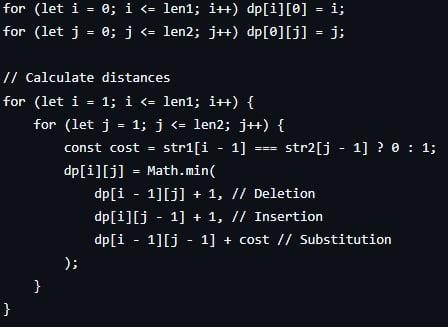 for (let i = 0; i <= len1; i++) dp[i][0] = i;
for (let j = 0; j <= len2; j++) dp[0][j] = j;

// Calculate distances
for (let i = 1; i <= len1; i++) {
    for (let j = 1; j <= len2; j++) {
        const cost = str1[i - 1] === str2[j - 1] ? 0 : 1;
        dp[i][j] = Math.min(
            dp[i - 1][j] + 1, // Deletion
            dp[i][j - 1] + 1, // Insertion
            dp[i - 1][j - 1] + cost // Substitution
        );
    }
}